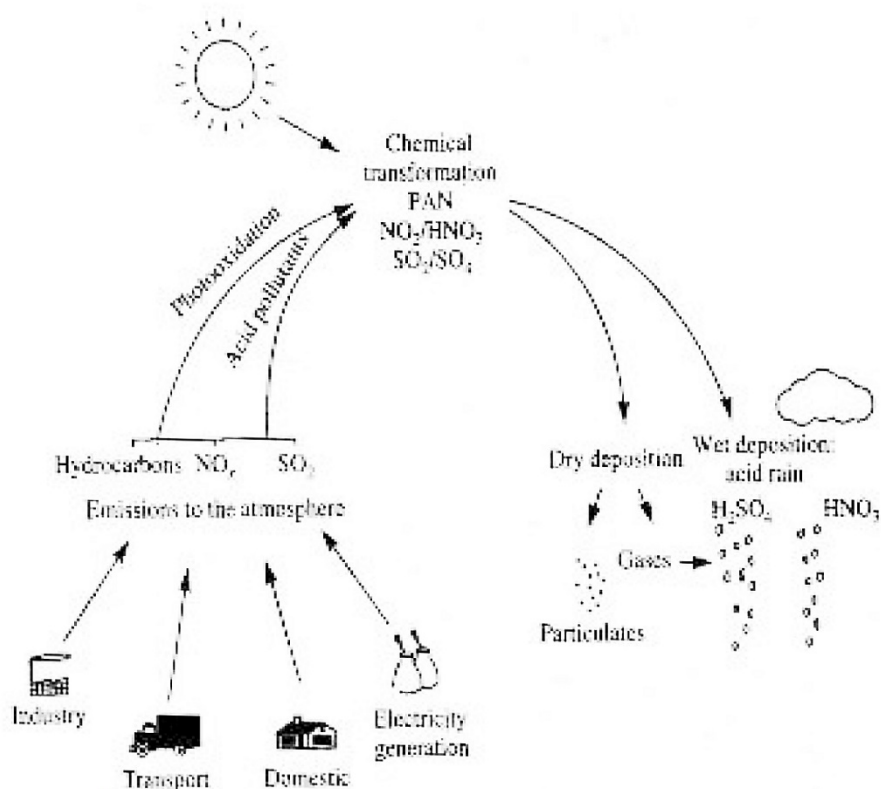 Chemical
transformation
PAN
NO₂/HNO₃
SO₂/SO₄
Photooxidation
Acid pollutants
Hydrocarbons NOₓ SO₂
Emissions to the atmosphere
Industry
Transport
Domestic
Electricity
generation
Dry deposition
Wet deposition:
acid rain
H₂SO₄ HNO₃
Gases
Particulates